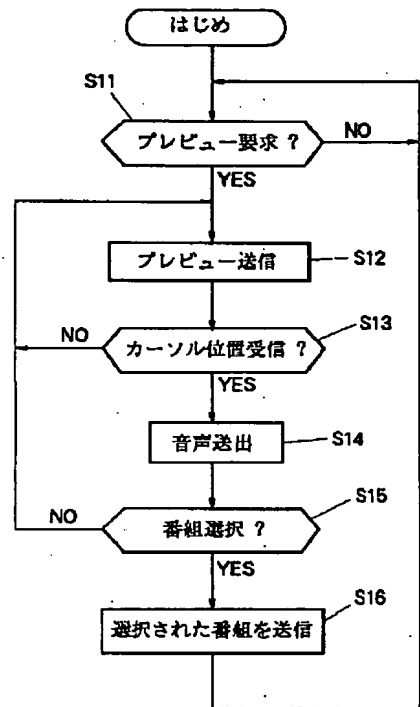 はじめ
S11
プレビュー要求 ?
NO
YES
プレビュー送信
S12
S13
カーソル位置受信 ?
NO
YES
音声送出
S14
S15
番組選択 ?
NO
YES
S16
選択された番組を送信